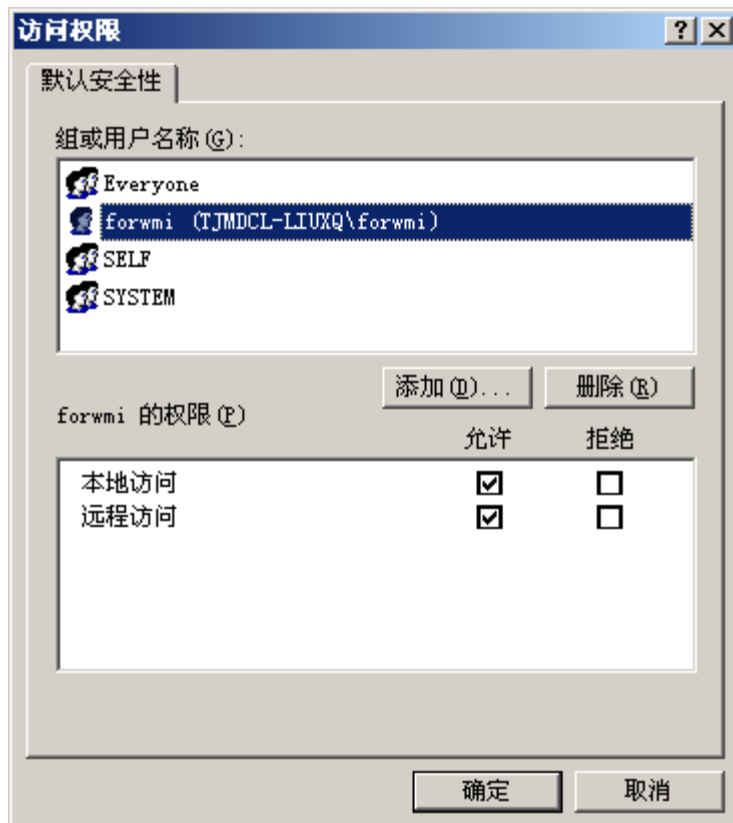 访问权限
默认安全性
组或用户名称(G):
Everyone
forwmi (TJMDCL-LIUXQ\forwmi)
SELF
SYSTEM
添加(D)... 删除(R)
forwmi 的权限(P)
允许 拒绝
本地访问
远程访问
确定 取消